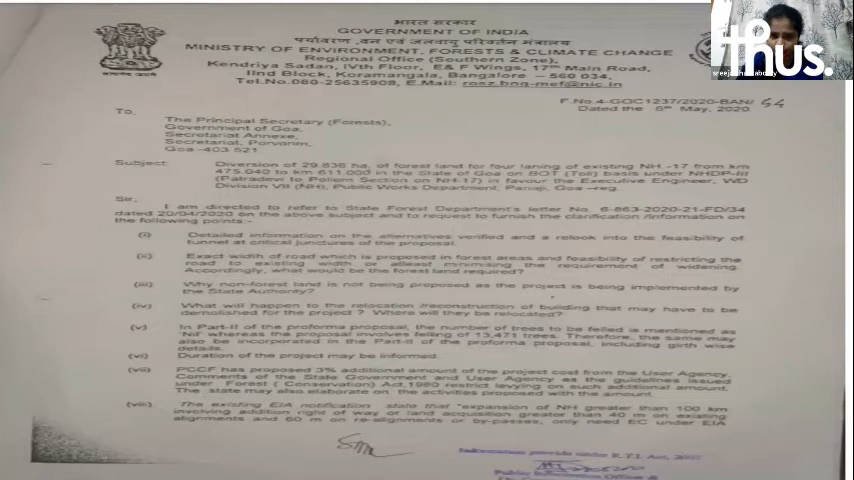 भारत सरकार
GOVERNMENT OF INDIA
पर्यावरण ,वन एवं जलवायु परिवर्तन मंत्रालय
MINISTRY OF ENVIRONMENT, FORESTS & CLIMATE CHANGE
Regional Office (Southern Zone),
Kendriya Sadan, IVth Floor, E& F Wings, 17th Main Road,
IInd Block, Koramangala, Bangalore – 560 034,
Tel.No.080-25635908, E.Mail: rosz.bng-mef@nic.in
F.No.4-GOC1237/2020-BAN/ 54
Dated the 5th May, 2020
To,
The Principal Secretary (Forests),
Government of Goa,
Secretariat Annexe,
Secretariat, Porvorim,
Goa -403 521
Subject: Diversion of 29.836 ha. of forest land for four laning of existing NH -17 from km
475.040 to km 611.000 in the State of Goa on BOT (Toll) basis under NHDP-III
(Patradevi to Pollem Section on NH-17) in favour the Executive Engineer, WD
Division VII (NH), Public Works Department, Panaji, Goa -reg.
Sir,
I am directed to refer to State Forest Department's letter No. 6-863-2020-21-FD/34
dated 20/04/2020 on the above subject and to request to furnish the clarification /information on
the following points:-
(i) Detailed information on the alternatives verified and a relook into the feasibility of
tunnel at critical junctures of the proposal.
(ii) Exact width of road which is proposed in forest areas and feasibility of restricting the
road to existing width or atleast minimising the requirement of widening.
Accordingly, what would be the forest land required?
(iii) Why non-forest land is not being proposed as the project is being implemented by
the State Authority?
(iv) What will happen to the relocation /reconstruction of building that may have to be
demolished for the project ? Where will they be relocated?
(v) In Part-II of the proforma proposal, the number of trees to be felled is mentioned as
'Nil' whereas the proposal involves felling of 13,471 trees. Therefore, the same may
also be incorporated in the Part-II of the proforma proposal, including girth wise
details.
(vi) Duration of the project may be informed.
(vii) PCCF has proposed 3% additional amount of the project cost from the User Agency.
Comments of the State Government and User Agency as the guidelines issued
under Forest ( Conservation) Act,1980 restrict levying on such additional amount.
The state may also elaborate on the activities proposed with the amount.
(viii) The existing EIA notification state that "expansion of NH greater than 100 km
involving addition right of way or land acquisition greater than 40 m on existing
alignments and 60 m on re-alignments or by-passes, only need EC under EIA
Information provide under R.T.I. Act, 2005
ithus.